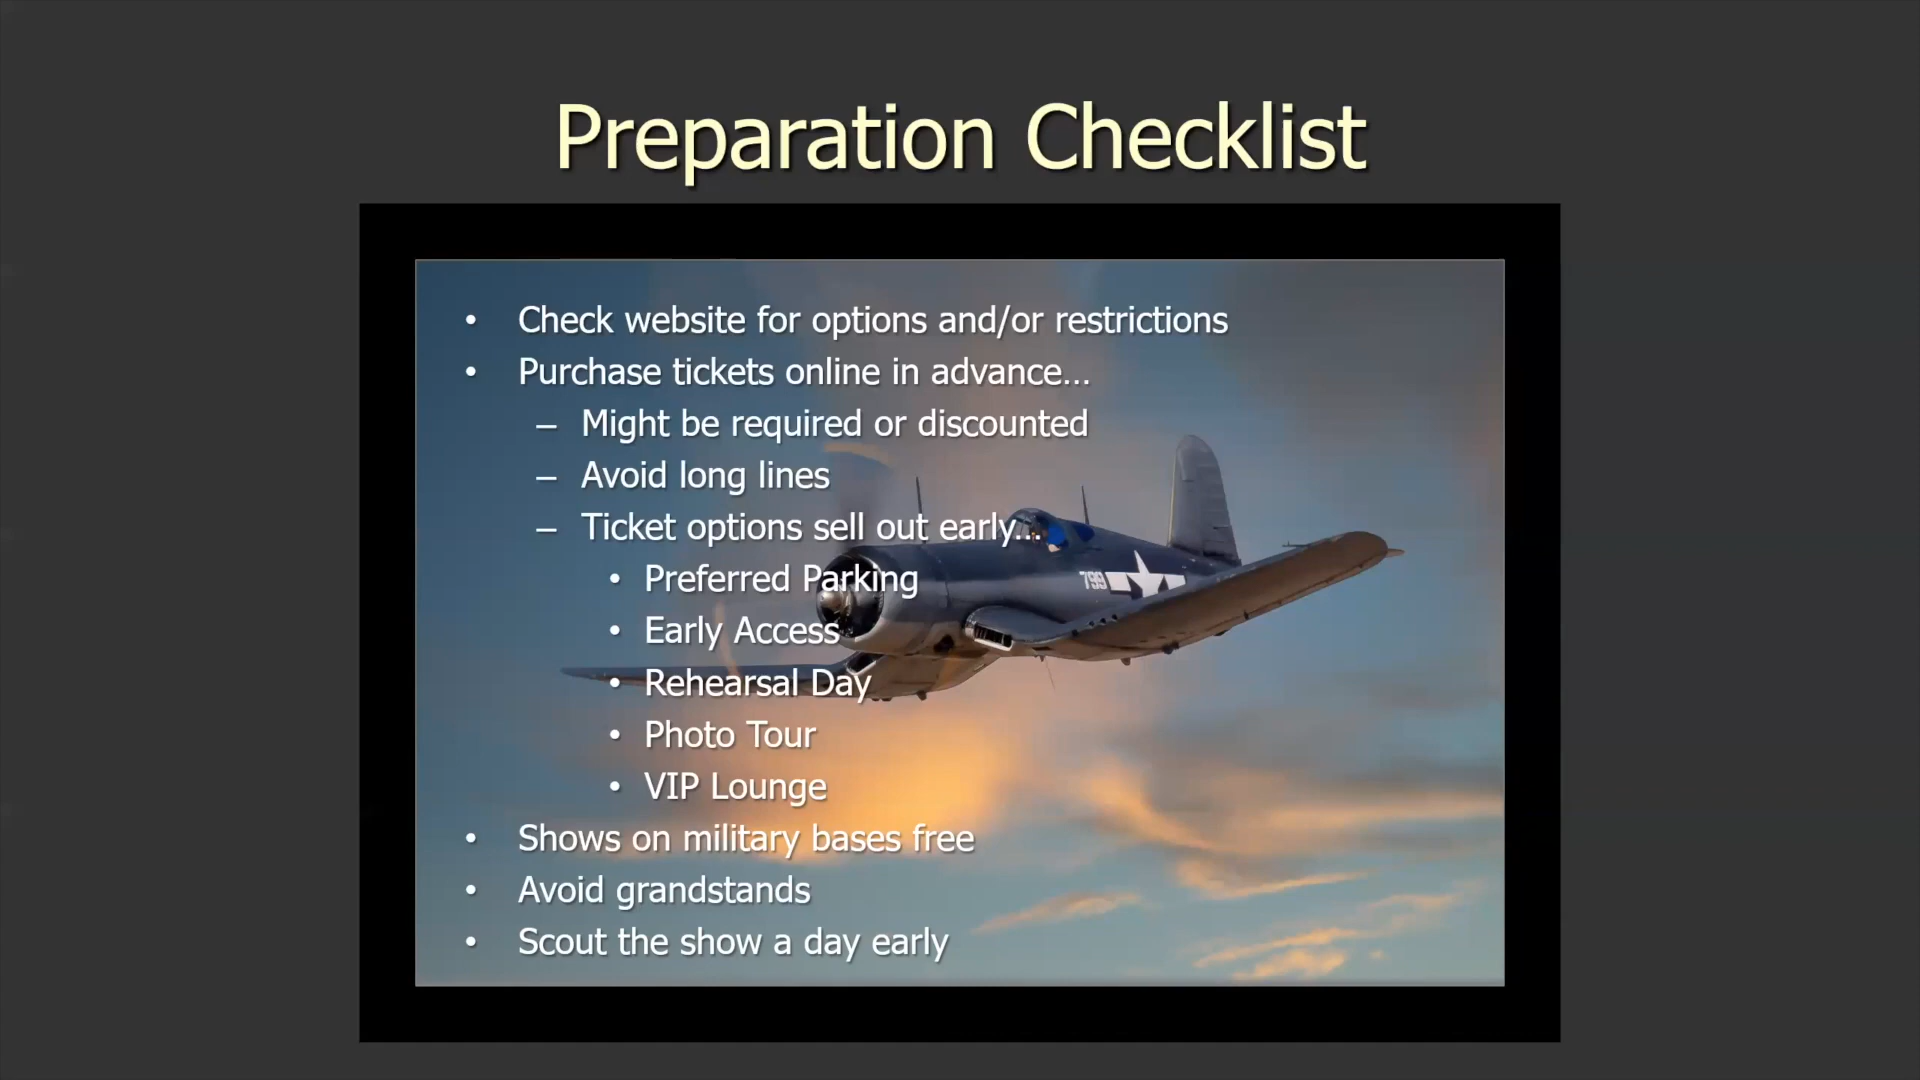 Preparation Checklist
• Check website for options and/or restrictions
• Purchase tickets online in advance...
– Might be required or discounted
– Avoid long lines
– Ticket options sell out early...
• Preferred Parking
• Early Access
• Rehearsal Day
• Photo Tour
• VIP Lounge
• Shows on military bases free
• Avoid grandstands
• Scout the show a day early
799